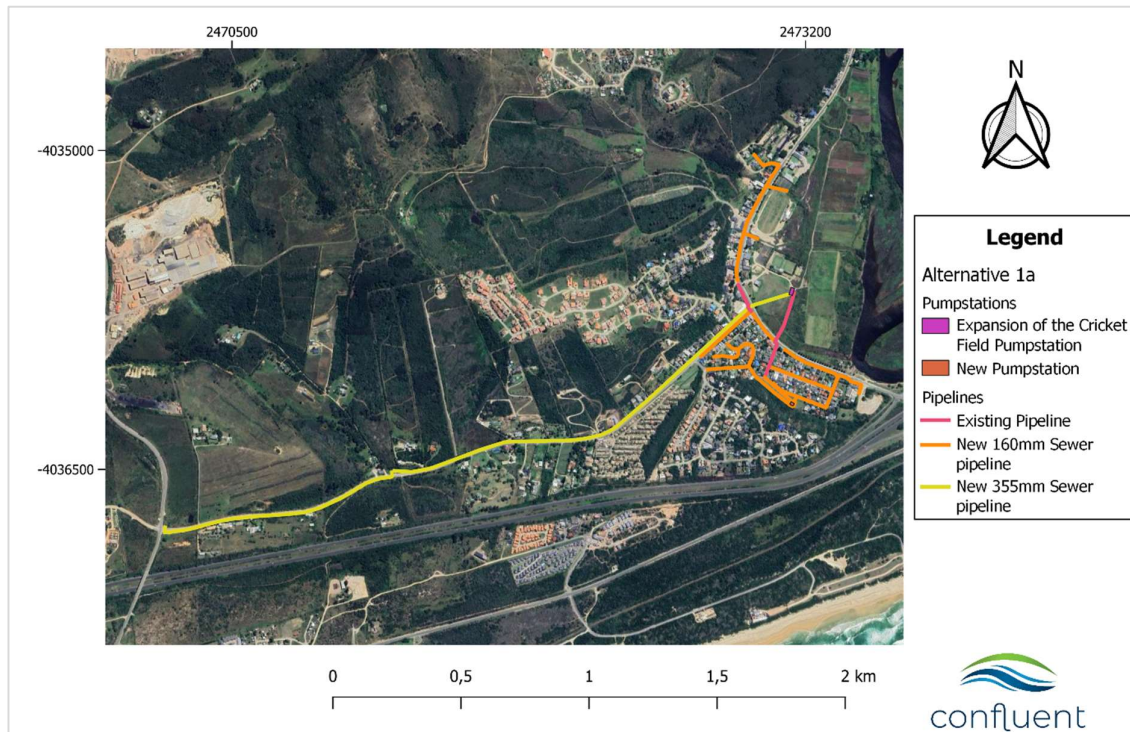 2470500
2473200
-4035000
-4036500
N
Legend
Alternative 1a
Pumpstations
Expansion of the Cricket
Field Pumpstation
New Pumpstation
Pipelines
Existing Pipeline
New 160mm Sewer
pipeline
New 355mm Sewer
pipeline
0
0,5
1
1,5
2 km
confluent